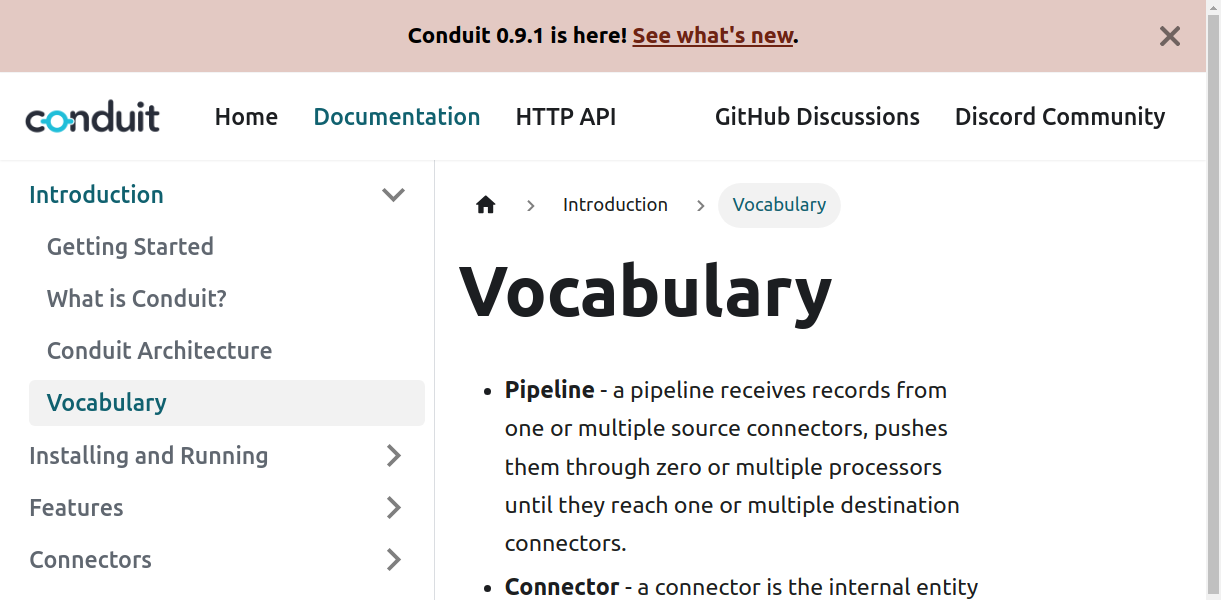 Conduit 0.9.1 is here! See what's new.
conduit
Home
Documentation
HTTP API
GitHub Discussions
Discord Community
Introduction
Getting Started
What is Conduit?
Conduit Architecture
Vocabulary
Installing and Running
Features
Connectors
Introduction
Vocabulary
Vocabulary
Pipeline - a pipeline receives records from
one or multiple source connectors, pushes
them through zero or multiple processors
until they reach one or multiple destination
connectors.
Connector - a connector is the internal entity